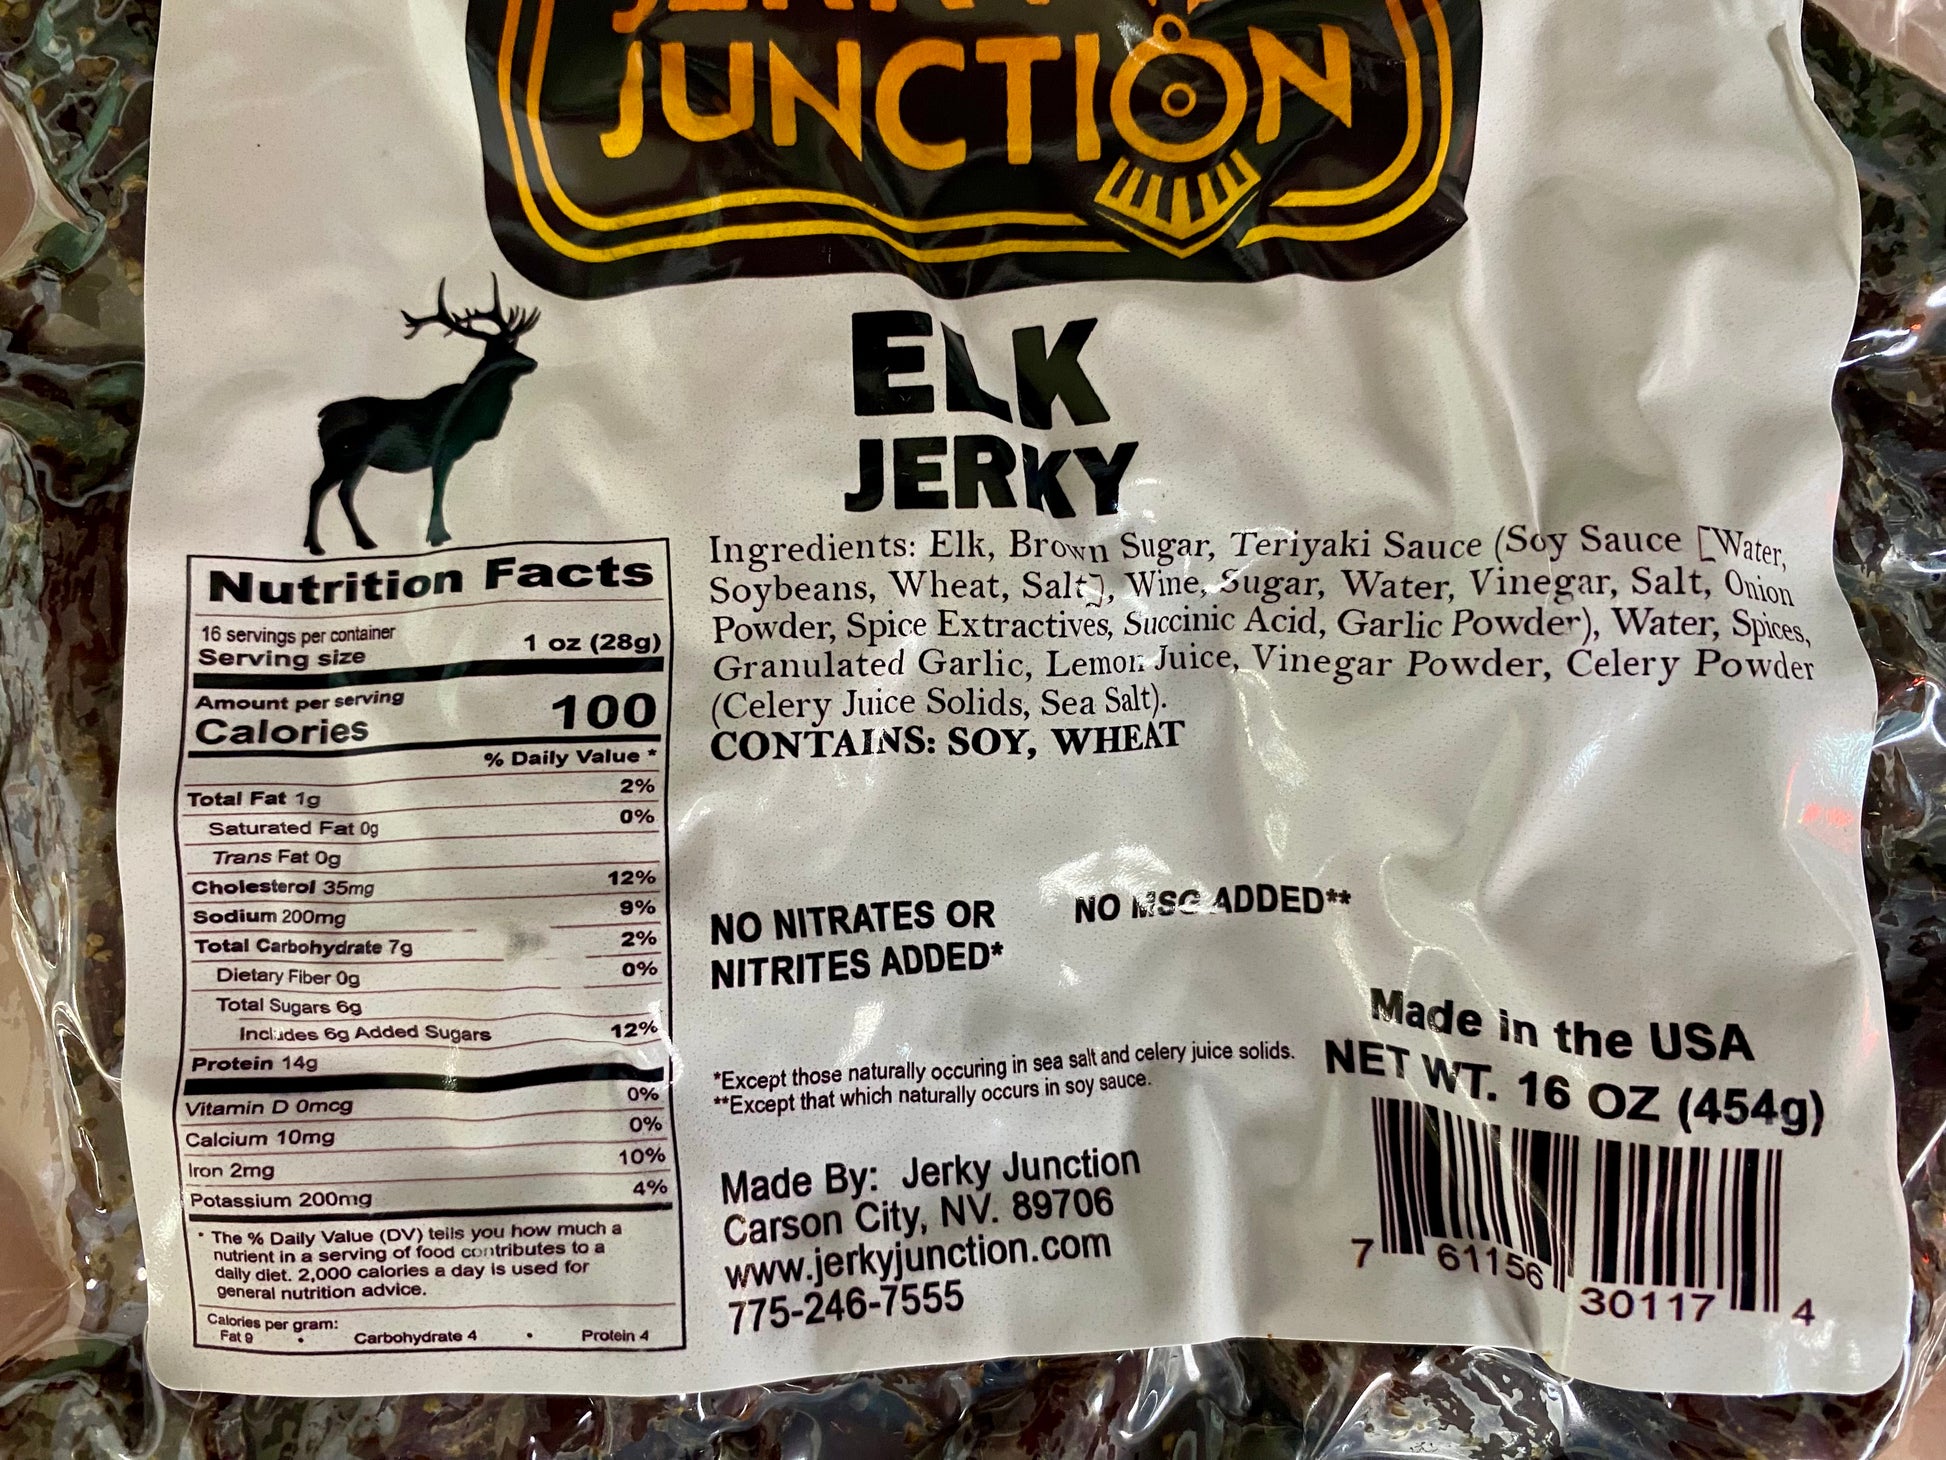 JUNCTION
ELK
JERKY
Ingredients: Elk, Brown Sugar, Teriyaki Sauce (Soy Sauce [Water,
Soybeans, Wheat, Salt], Wine, Sugar, Water, Vinegar, Salt, Onion
Powder, Spice Extractives, Succinic Acid, Garlic Powder), Water, Spices,
Granulated Garlic, Lemon Juice, Vinegar Powder, Celery Powder
(Celery Juice Solids, Sea Salt).
CONTAINS: SOY, WHEAT
Nutrition Facts
16 servings per container
Serving size 1 oz (28g)
Amount per serving
Calories 100
% Daily Value *
Total Fat 1g 2%
Saturated Fat 0g 0%
Trans Fat 0g
Cholesterol 35mg 12%
Sodium 200mg 9%
Total Carbohydrate 7g 2%
Dietary Fiber 0g 0%
Total Sugars 6g
Includes 6g Added Sugars 12%
Protein 14g
Vitamin D 0mcg 0%
Calcium 10mg 0%
Iron 2mg 10%
Potassium 200mg 4%
* The % Daily Value (DV) tells you how much a
nutrient in a serving of food contributes to a
daily diet. 2,000 calories a day is used for
general nutrition advice.
Calories per gram:
Fat 9 • Carbohydrate 4 • Protein 4
NO NITRATES OR
NITRITES ADDED*
NO MSG ADDED**
*Except those naturally occuring in sea salt and celery juice solids.
**Except that which naturally occurs in soy sauce.
Made By: Jerky Junction
Carson City, NV. 89706
www.jerkyjunction.com
775-246-7555
Made in the USA
NET WT. 16 OZ (454g)
7 61156 30117 4